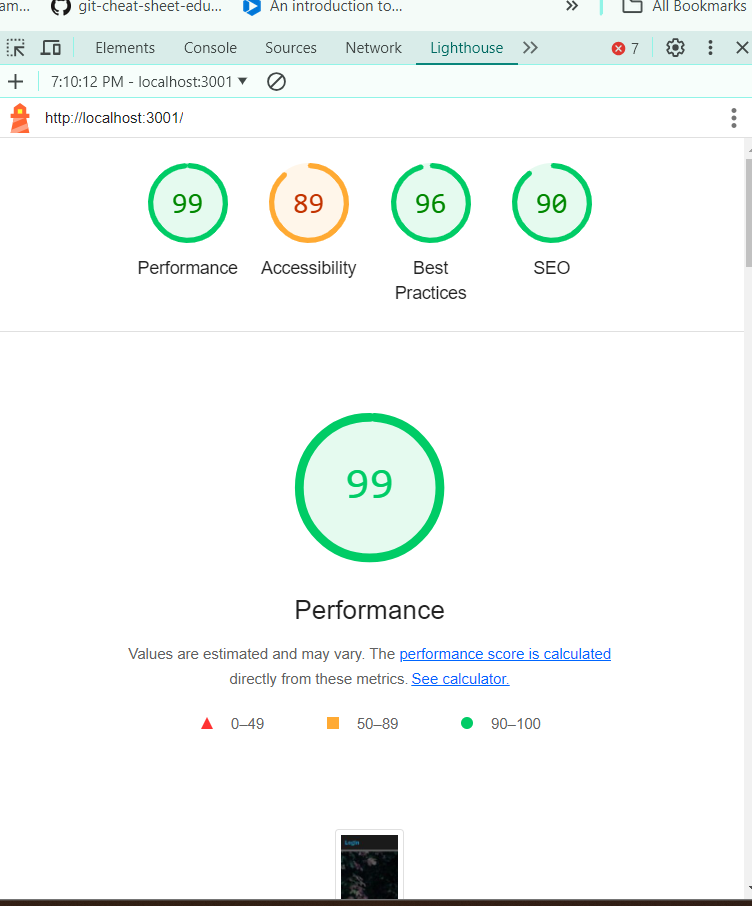 am... git-cheat-sheet-edu... An introduction to... » All Bookmarks
Elements Console Sources Network Lighthouse 7
7:10:12 PM - localhost:3001
http://localhost:3001/
99 89 96 90
Performance Accessibility Best Practices SEO
99
Performance
Values are estimated and may vary. The performance score is calculated
directly from these metrics. See calculator.
0–49 50–89 90–100
Login